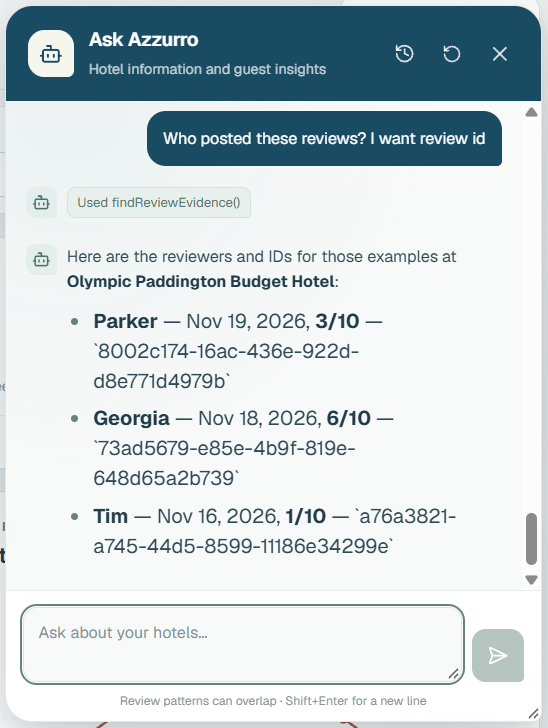 Ask Azzurro
Hotel information and guest insights
Who posted these reviews? I want review id
Used findReviewEvidence()
Here are the reviewers and IDs for those examples at
Olympic Paddington Budget Hotel:
• Parker — Nov 19, 2026, 3/10 —
`8002c174-16ac-436e-922d-
d8e771d4979b`
• Georgia — Nov 18, 2026, 6/10 —
`73ad5679-e85e-4b9f-819e-
648d65a2b739`
• Tim — Nov 16, 2026, 1/10 — `a76a3821-
a745-44d5-8599-11186e34299e`
Ask about your hotels...
Review patterns can overlap · Shift+Enter for a new line